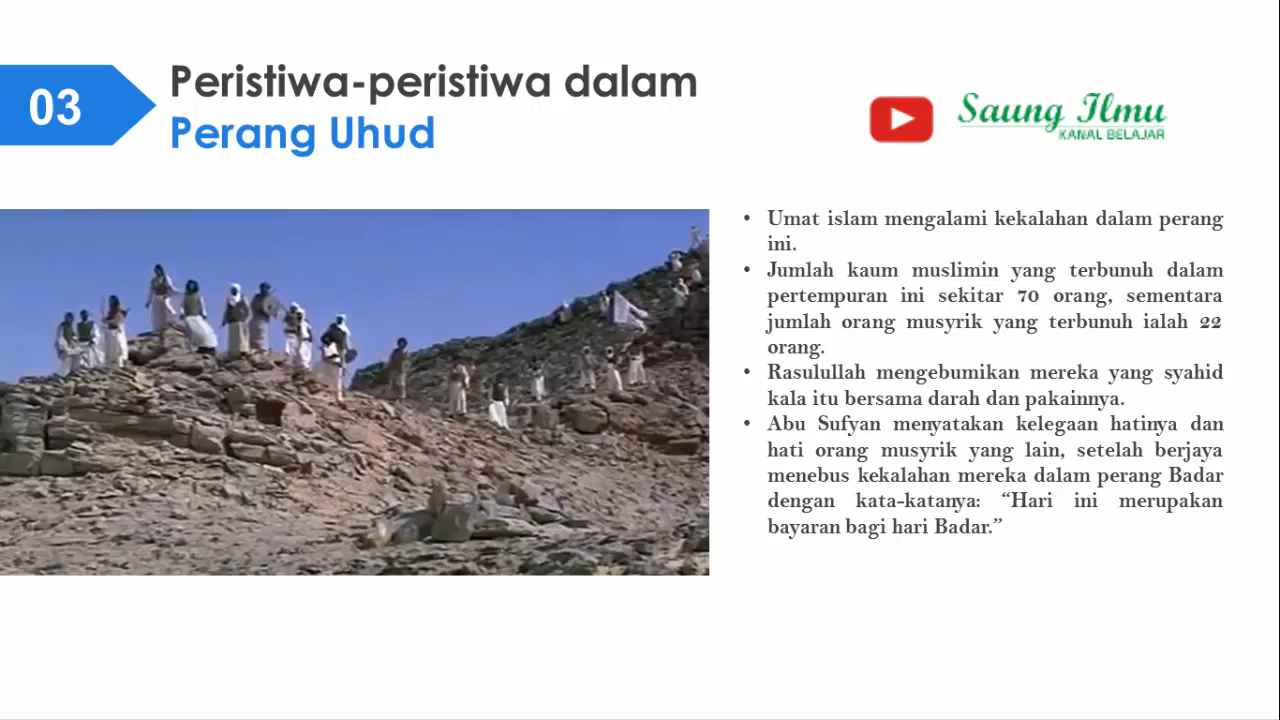 03
Peristiwa-peristiwa dalam
Perang Uhud
Saung Ilmu
KANAL BELAJAR
• Umat islam mengalami kekalahan dalam perang
ini.
• Jumlah kaum muslimin yang terbunuh dalam
pertempuran ini sekitar 70 orang, sementara
jumlah orang musyrik yang terbunuh ialah 22
orang.
• Rasulullah mengebumikan mereka yang syahid
kala itu bersama darah dan pakainnya.
• Abu Sufyan menyatakan kelegaan hatinya dan
hati orang musyrik yang lain, setelah berjaya
menebus kekalahan mereka dalam perang Badar
dengan kata-katanya: “Hari ini merupakan
bayaran bagi hari Badar.”